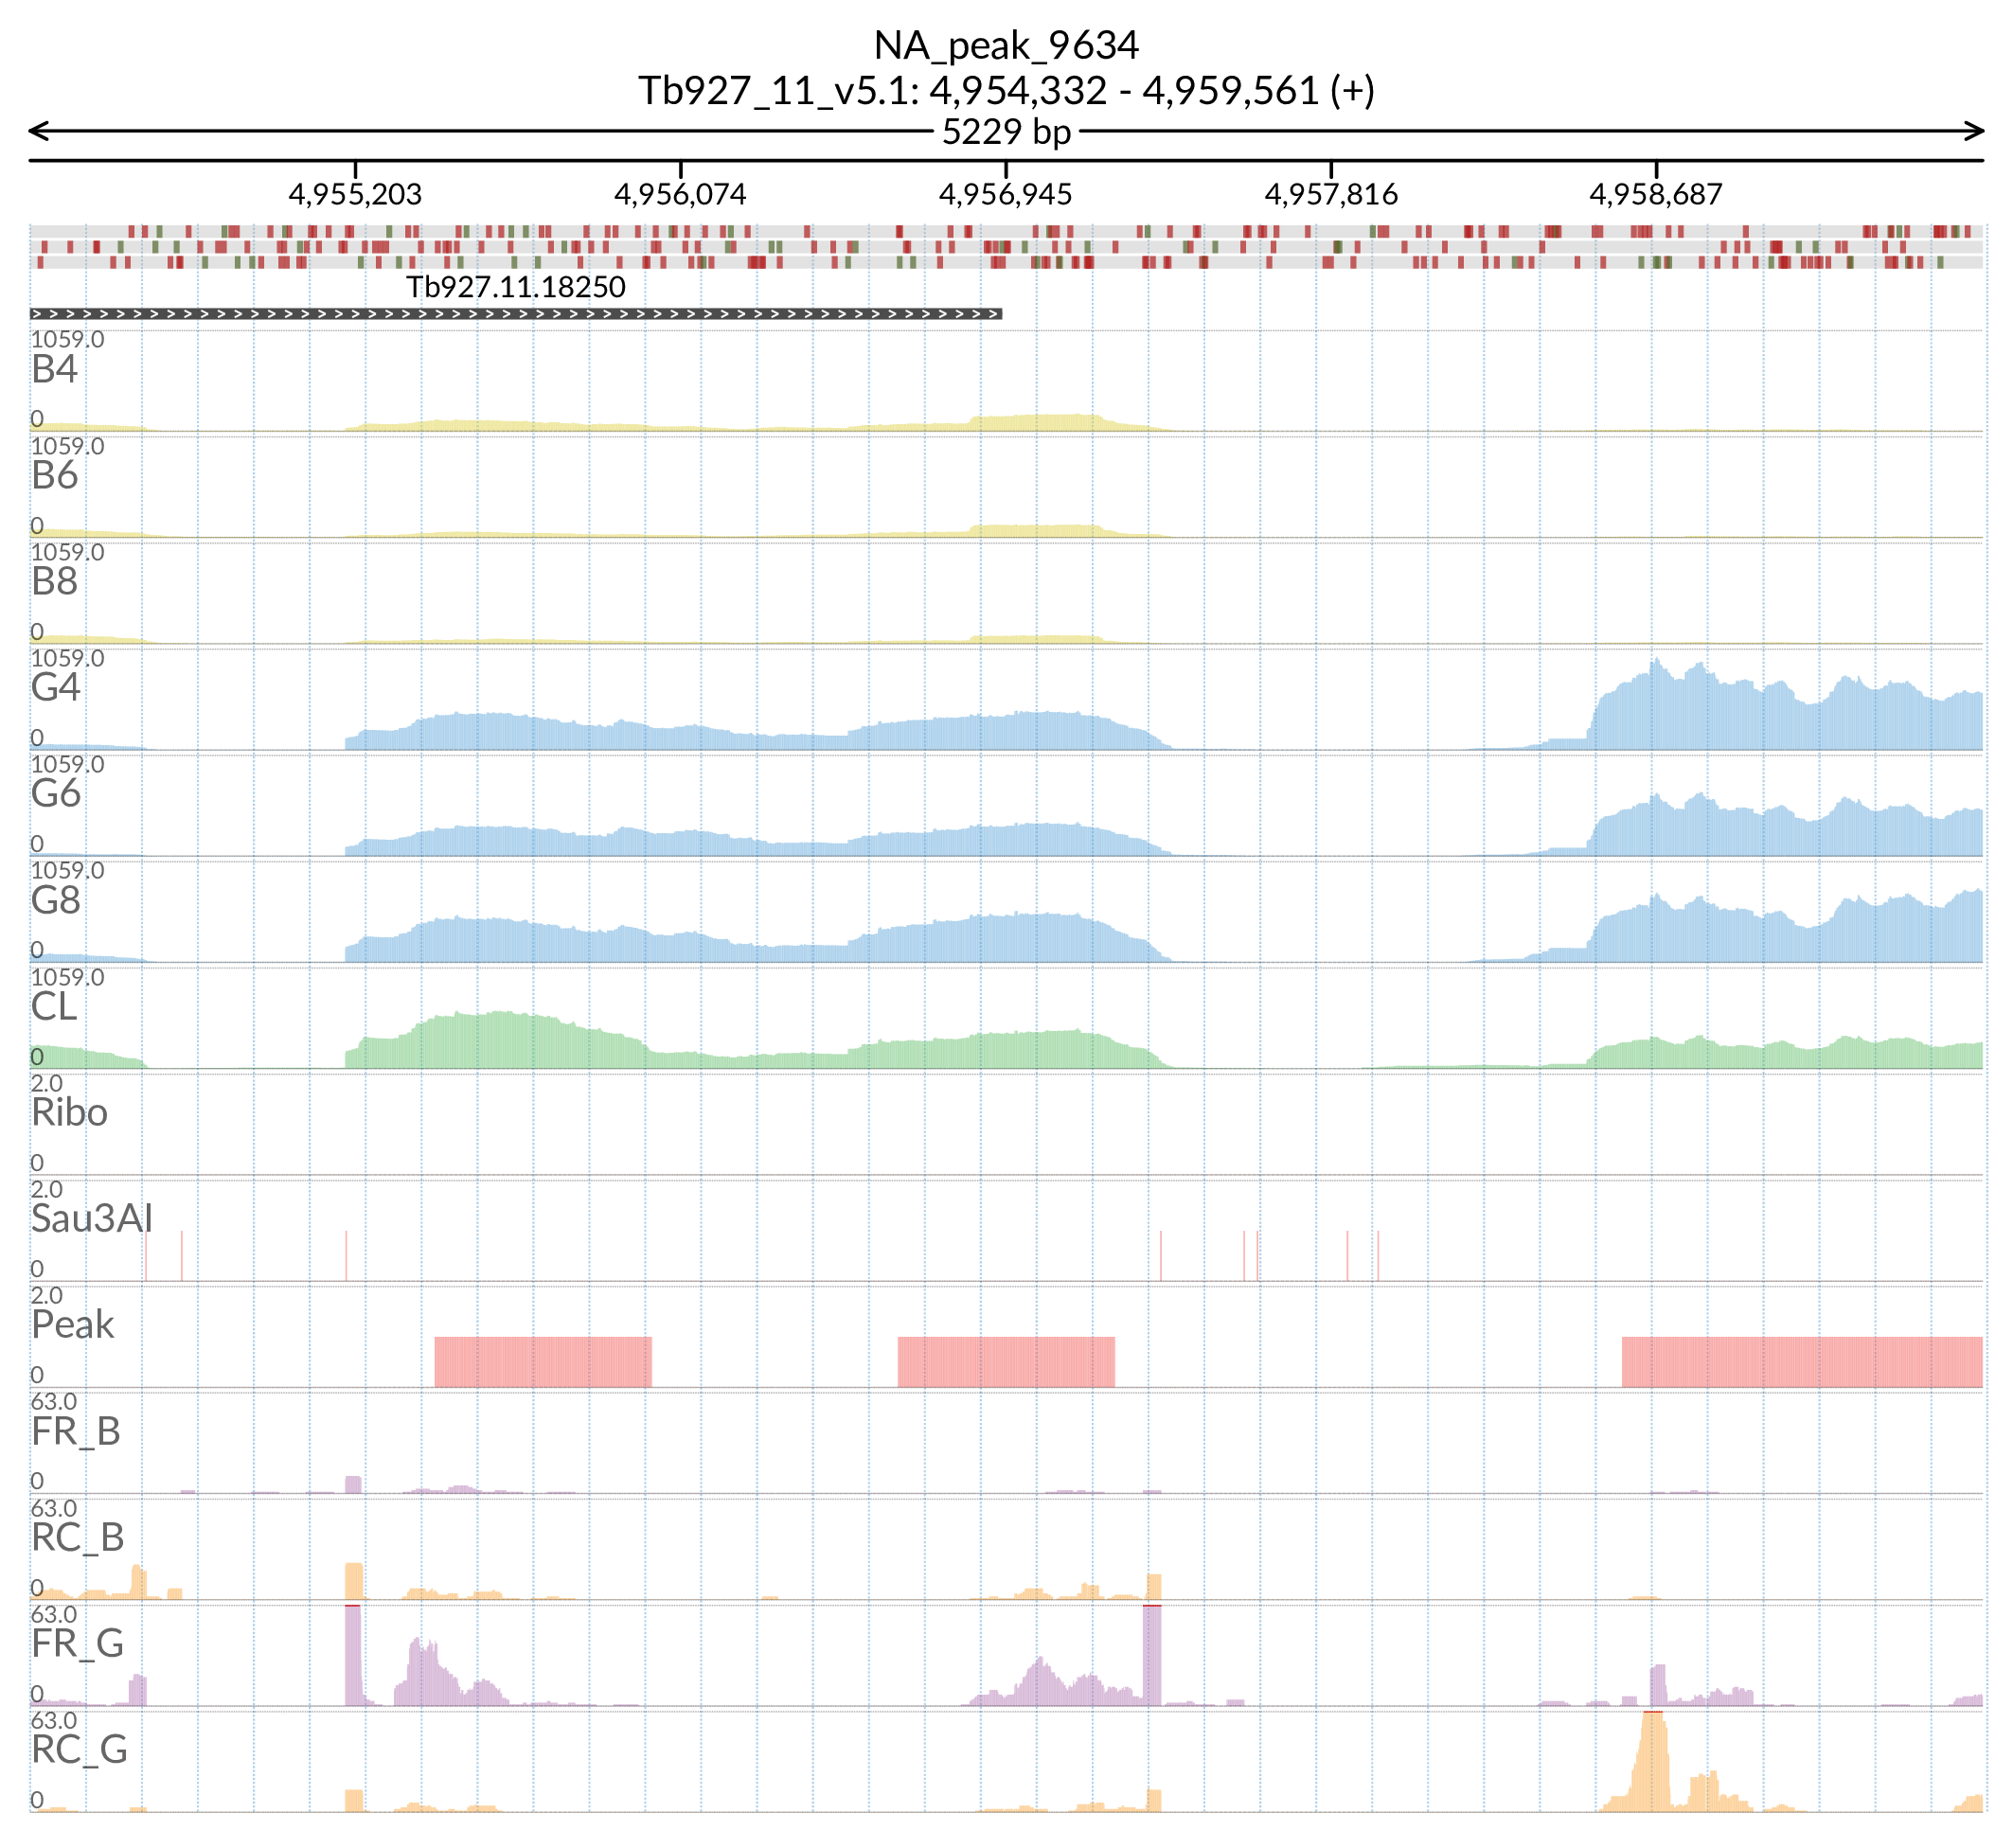 NA_peak_9634
Tb927_11_v5.1: 4,954,332 - 4,959,561 (+)
5229 bp
4,955,203 4,956,074 4,956,945 4,957,816 4,958,687
Tb927.11.18250
1059.0
B4
0
1059.0
B6
0
1059.0
B8
0
1059.0
G4
0
1059.0
G6
0
1059.0
G8
0
1059.0
CL
0
2.0
Ribo
0
2.0
Sau3AI
0
2.0
Peak
0
63.0
FR_B
0
63.0
RC_B
0
63.0
FR_G
0
63.0
RC_G
0